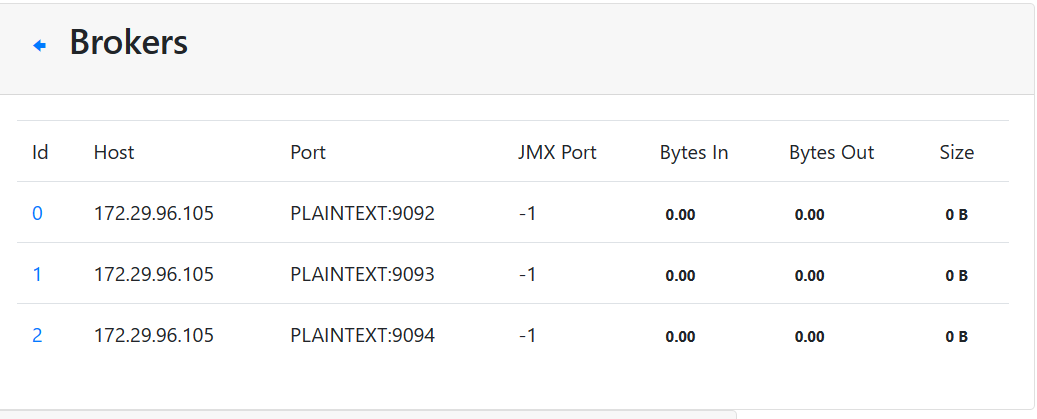 Brokers
Id Host Port JMX Port Bytes In Bytes Out Size
0 172.29.96.105 PLAINTEXT:9092 -1 0.00 0.00 0 B
1 172.29.96.105 PLAINTEXT:9093 -1 0.00 0.00 0 B
2 172.29.96.105 PLAINTEXT:9094 -1 0.00 0.00 0 B